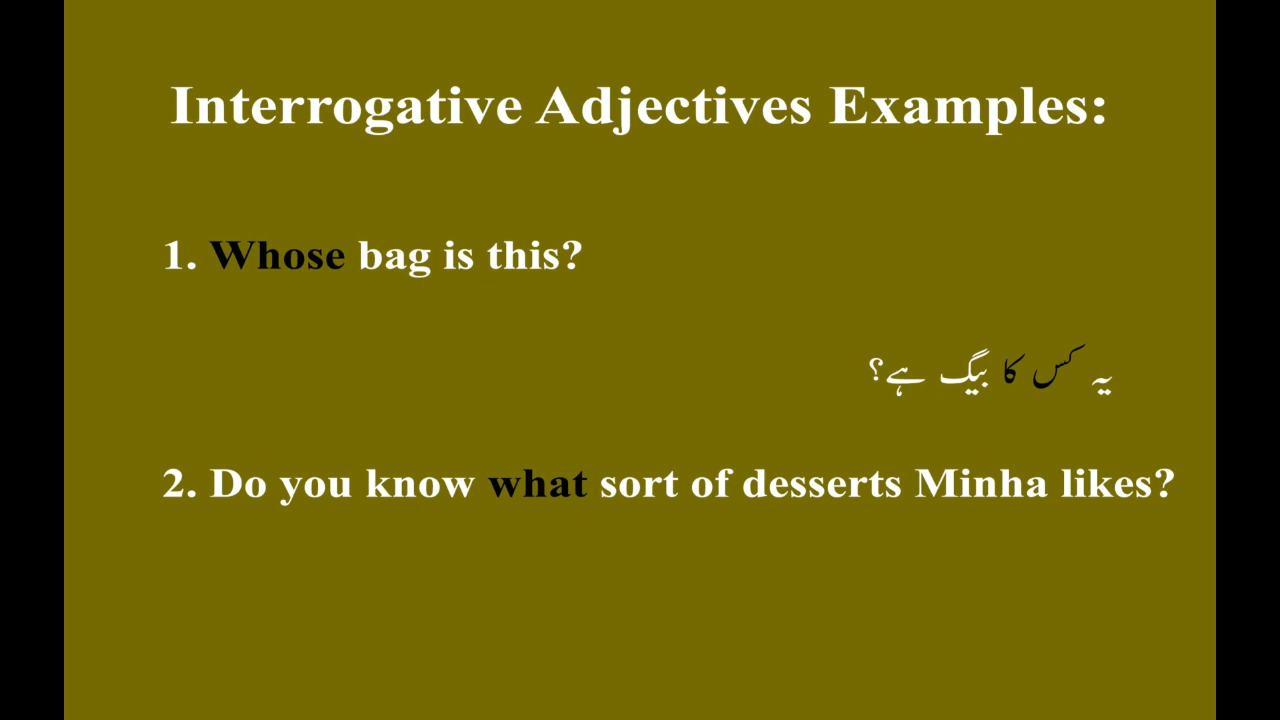 Interrogative Adjectives Examples:
1. Whose bag is this?
یہ کس کا بیگ ہے؟
2. Do you know what sort of desserts Minha likes?